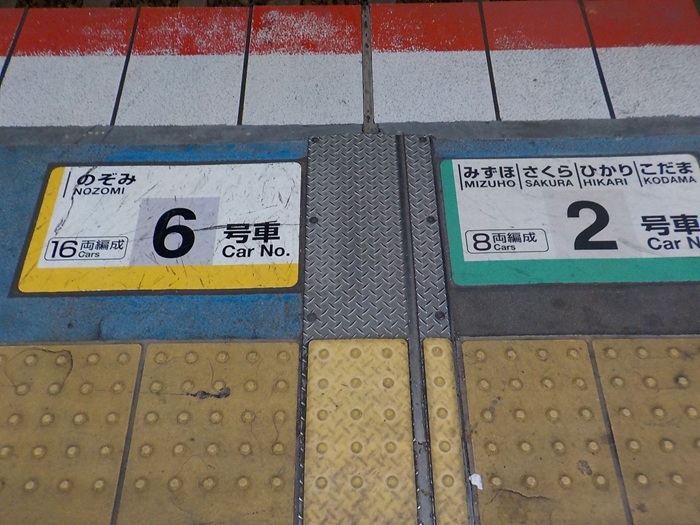 のぞみ
NOZOMI
6 号車
Car No.
16両編成
Cars
みずほ さくら ひかり こだま
MIZUHO SAKURA HIKARI KODAMA
2 号車
Car N
8両編成
Cars